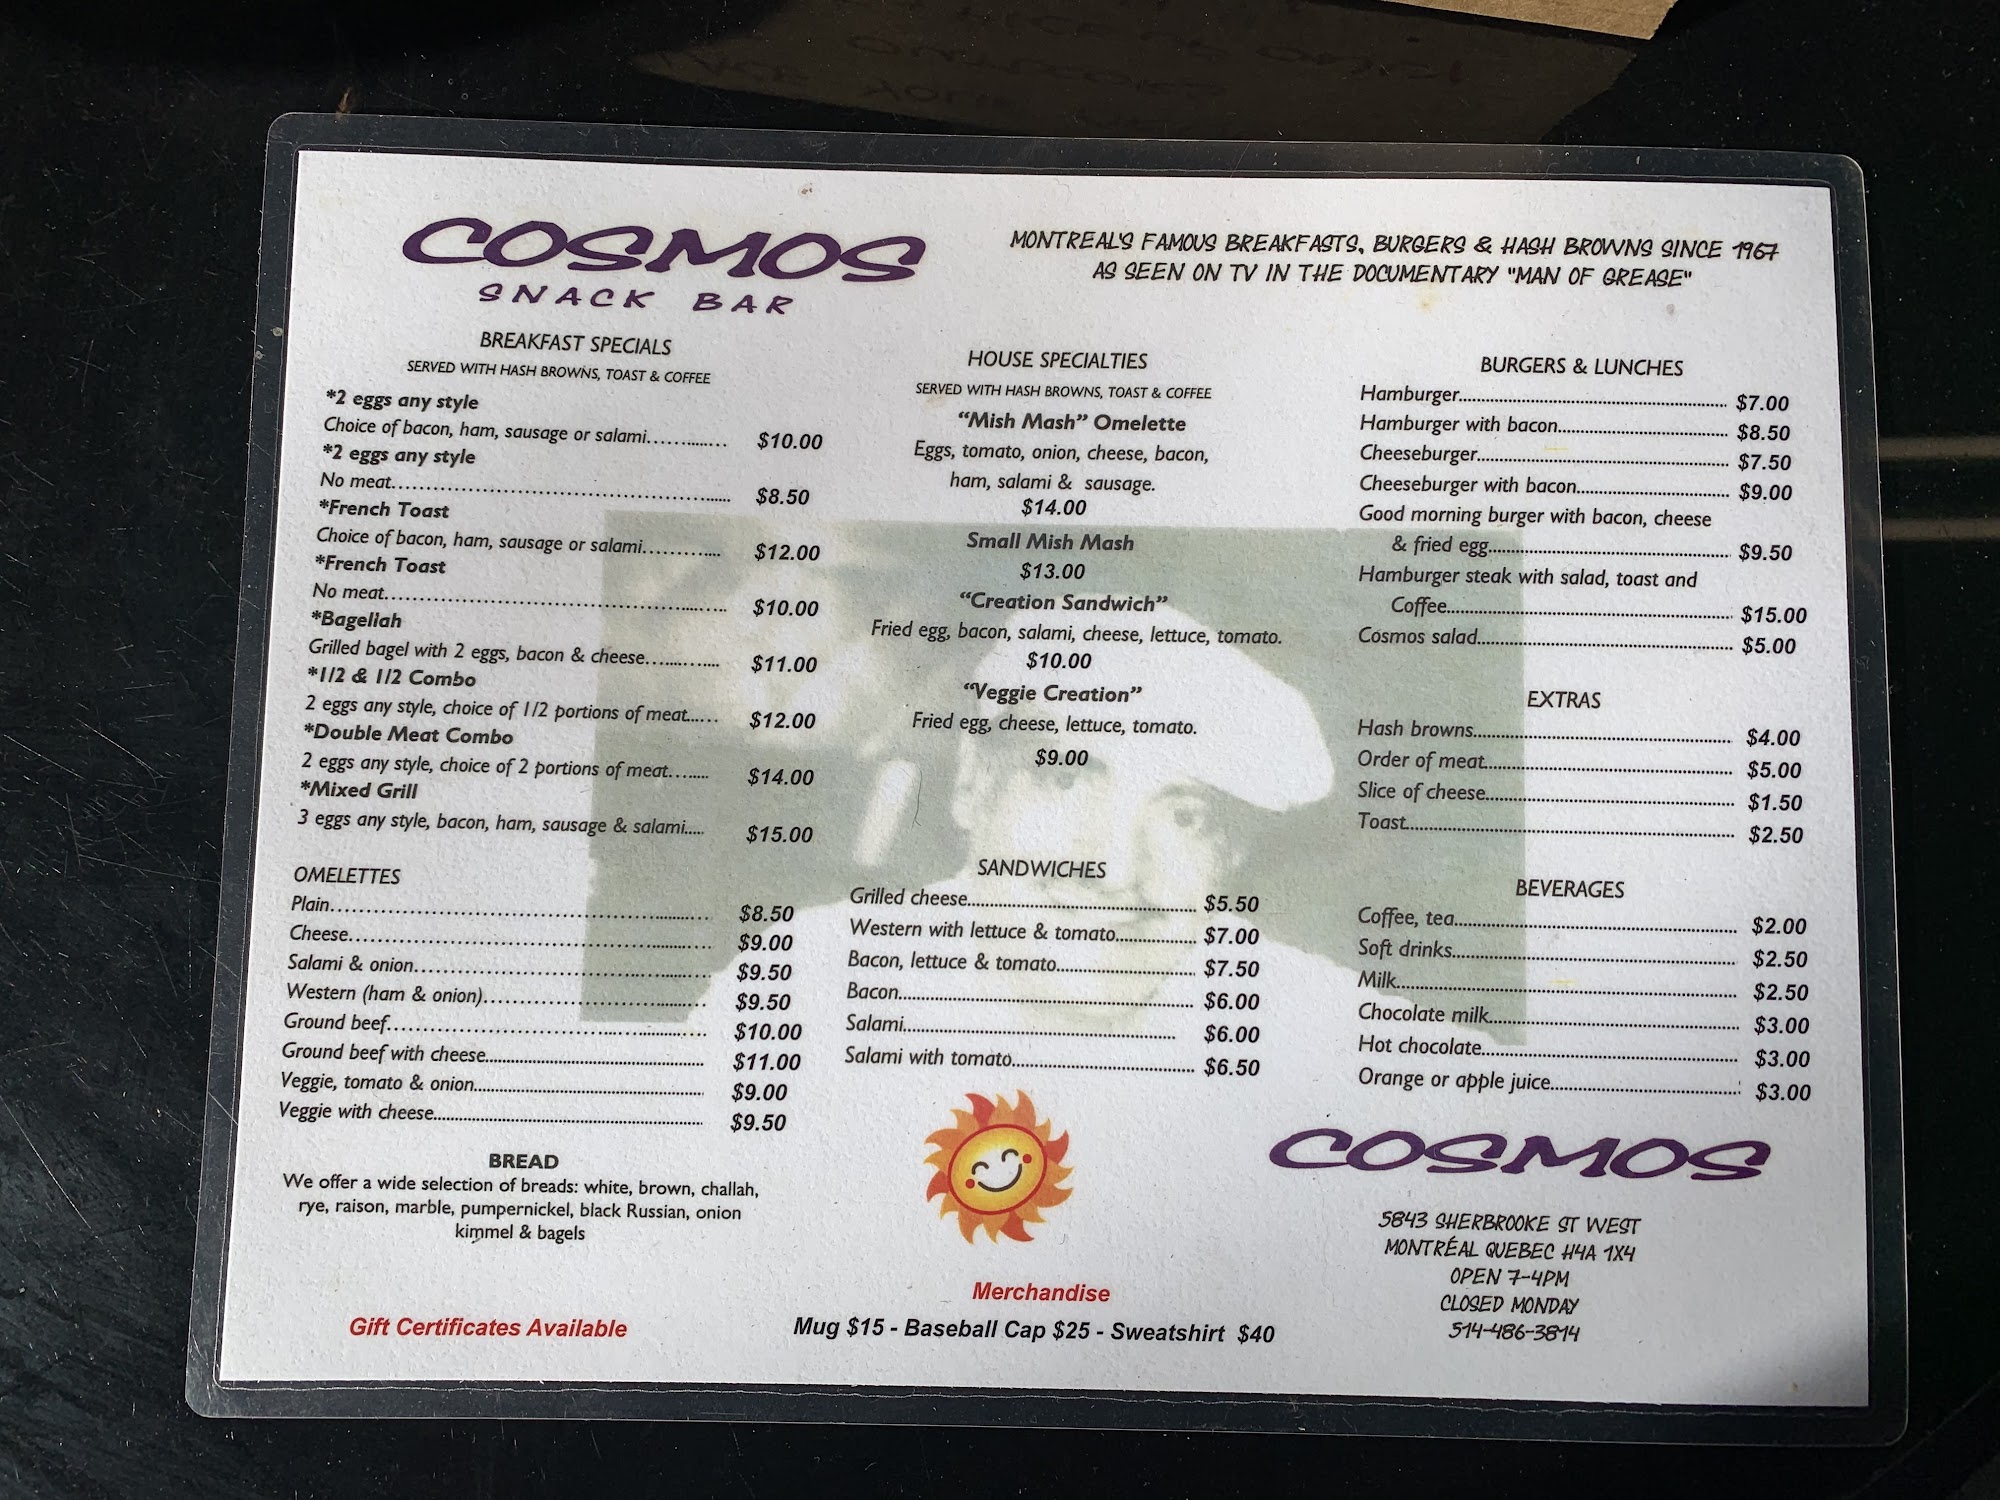 COSMOS
SNACK BAR
MONTREAL'S FAMOUS BREAKFASTS, BURGERS & HASH BROWNS SINCE 1967
AS SEEN ON TV IN THE DOCUMENTARY "MAN OF GREASE"
BREAKFAST SPECIALS
SERVED WITH HASH BROWNS, TOAST & COFFEE
*2 eggs any style
Choice of bacon, ham, sausage or salami $10.00
*2 eggs any style
No meat $8.50
*French Toast
Choice of bacon, ham, sausage or salami $12.00
*French Toast
No meat $10.00
*Bageliah
Grilled bagel with 2 eggs, bacon & cheese $11.00
*1/2 & 1/2 Combo
2 eggs any style, choice of 1/2 portions of meat $12.00
*Double Meat Combo
2 eggs any style, choice of 2 portions of meat $14.00
*Mixed Grill
3 eggs any style, bacon, ham, sausage & salami $15.00
OMELETTES
Plain $8.50
Cheese $9.00
Salami & onion $9.50
Western (ham & onion) $9.50
Ground beef $10.00
Ground beef with cheese $11.00
Veggie, tomato & onion $9.00
Veggie with cheese $9.50
BREAD
We offer a wide selection of breads: white, brown, challah,
rye, raison, marble, pumpernickel, black Russian, onion
kimmel & bagels
Gift Certificates Available
HOUSE SPECIALTIES
SERVED WITH HASH BROWNS, TOAST & COFFEE
“Mish Mash” Omelette
Eggs, tomato, onion, cheese, bacon,
ham, salami & sausage.
$14.00
Small Mish Mash
$13.00
“Creation Sandwich”
Fried egg, bacon, salami, cheese, lettuce, tomato.
$10.00
“Veggie Creation”
Fried egg, cheese, lettuce, tomato.
$9.00
SANDWICHES
Grilled cheese $5.50
Western with lettuce & tomato $7.00
Bacon, lettuce & tomato $7.50
Bacon $6.00
Salami $6.00
Salami with tomato $6.50
Merchandise
Mug $15 - Baseball Cap $25 - Sweatshirt $40
BURGERS & LUNCHES
Hamburger $7.00
Hamburger with bacon $8.50
Cheeseburger $7.50
Cheeseburger with bacon $9.00
Good morning burger with bacon, cheese
& fried egg $9.50
Hamburger steak with salad, toast and
Coffee $15.00
Cosmos salad $5.00
EXTRAS
Hash browns $4.00
Order of meat $5.00
Slice of cheese $1.50
Toast $2.50
BEVERAGES
Coffee, tea $2.00
Soft drinks $2.50
Milk $2.50
Chocolate milk $3.00
Hot chocolate $3.00
Orange or apple juice $3.00
COSMOS
5843 SHERBROOKE ST WEST
MONTRÉAL QUEBEC H4A 1X4
OPEN 7-4PM
CLOSED MONDAY
514-486-3814